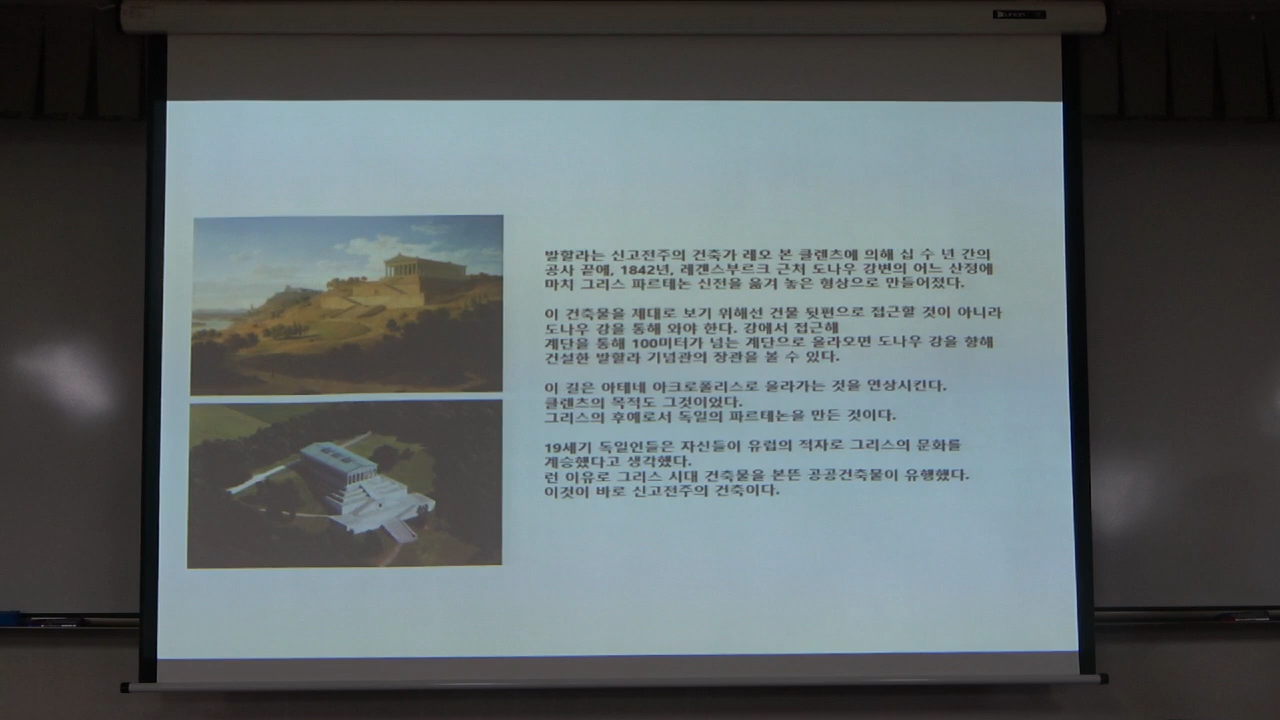 발할라는 신고전주의 건축가 레오 본 클렌츠에 의해 십 수 년 간의
공사 끝에, 1842년, 레겐스부르크 근처 도나우 강변의 어느 산정에
마치 그리스 파르테논 신전을 옮겨 놓은 형상으로 만들어졌다.
이 건축물을 제대로 보기 위해선 건물 뒷편으로 접근할 것이 아니라
도나우 강을 통해 와야 한다. 강에서 접근해
계단을 통해 100미터가 넘는 계단으로 올라오면 도나우 강을 향해
건설한 발할라 기념관의 장관을 볼 수 있다.
이 길은 아테네 아크로폴리스로 올라가는 것을 연상시킨다.
클렌츠의 목적도 그것이었다.
그리스의 후예로서 독일의 파르테논을 만든 것이다.
19세기 독일인들은 자신들이 유럽의 적자로 그리스의 문화를
계승했다고 생각했다.
런 이유로 그리스 시대 건축물을 본뜬 공공건축물이 유행했다.
이것이 바로 신고전주의 건축이다.